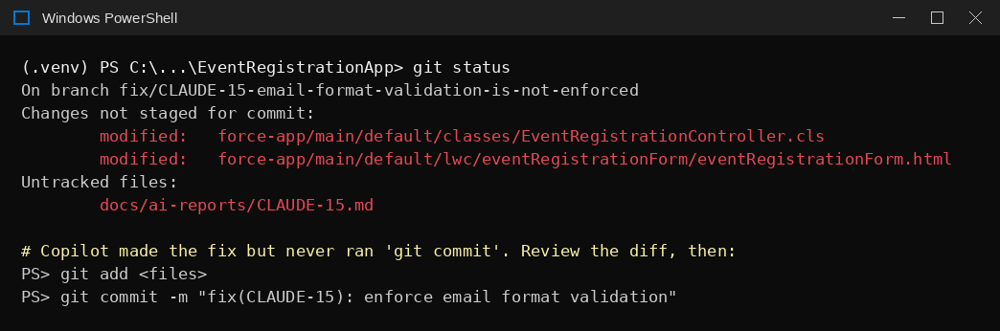 Windows PowerShell
(.venv) PS C:\...\EventRegistrationApp> git status
On branch fix/CLAUDE-15-email-format-validation-is-not-enforced
Changes not staged for commit:
        modified:   force-app/main/default/classes/EventRegistrationController.cls
        modified:   force-app/main/default/lwc/eventRegistrationForm/eventRegistrationForm.html
Untracked files:
        docs/ai-reports/CLAUDE-15.md
# Copilot made the fix but never ran 'git commit'. Review the diff, then:
PS> git add <files>
PS> git commit -m "fix(CLAUDE-15): enforce email format validation"